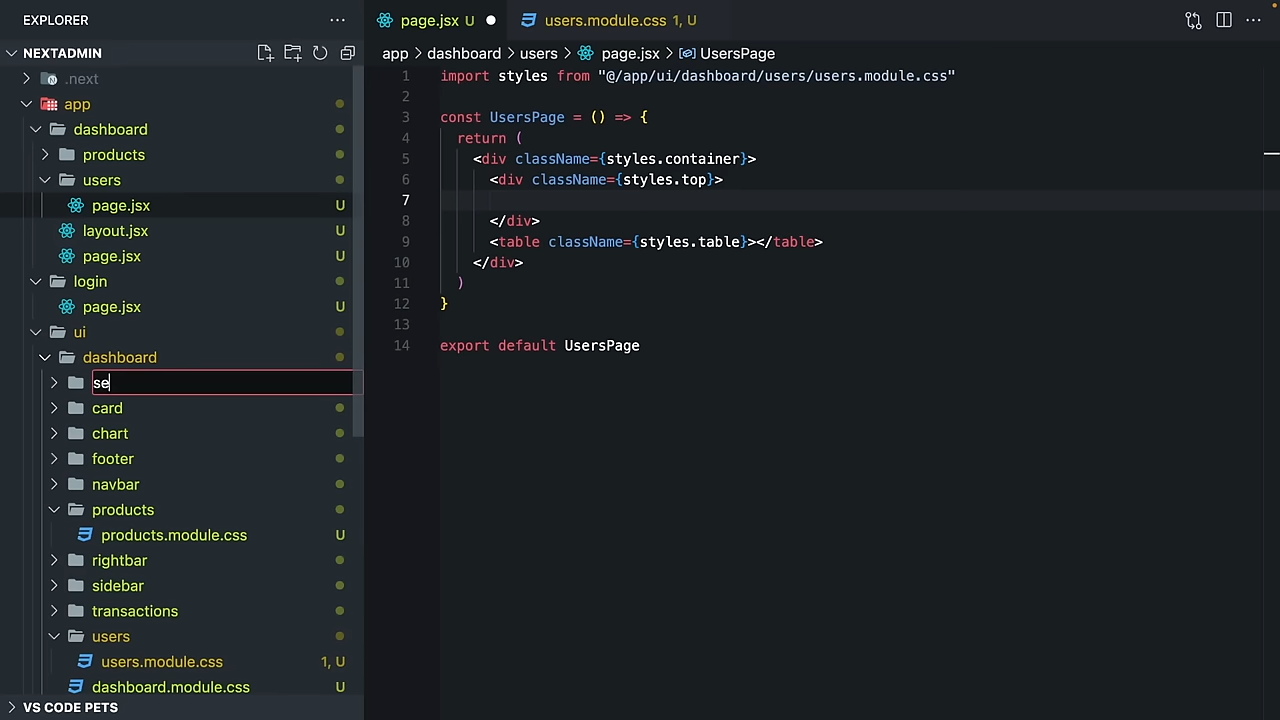 EXPLORER
NEXTADMIN
.next
app
dashboard
products
users
page.jsx U
layout.jsx U
page.jsx U
login
page.jsx U
ui
dashboard
se
card
chart
footer
navbar
products
products.module.css U
rightbar
sidebar
transactions
users
users.module.css 1, U
dashboard.module.css U
VS CODE PETS
page.jsx U
users.module.css 1, U
app > dashboard > users > page.jsx > UsersPage
1 import styles from "@/app/ui/dashboard/users/users.module.css"
2
3 const UsersPage = () => {
4 return (
5 <div className={styles.container}>
6 <div className={styles.top}>
7
8 </div>
9 <table className={styles.table}></table>
10 </div>
11 )
12 }
13
14 export default UsersPage